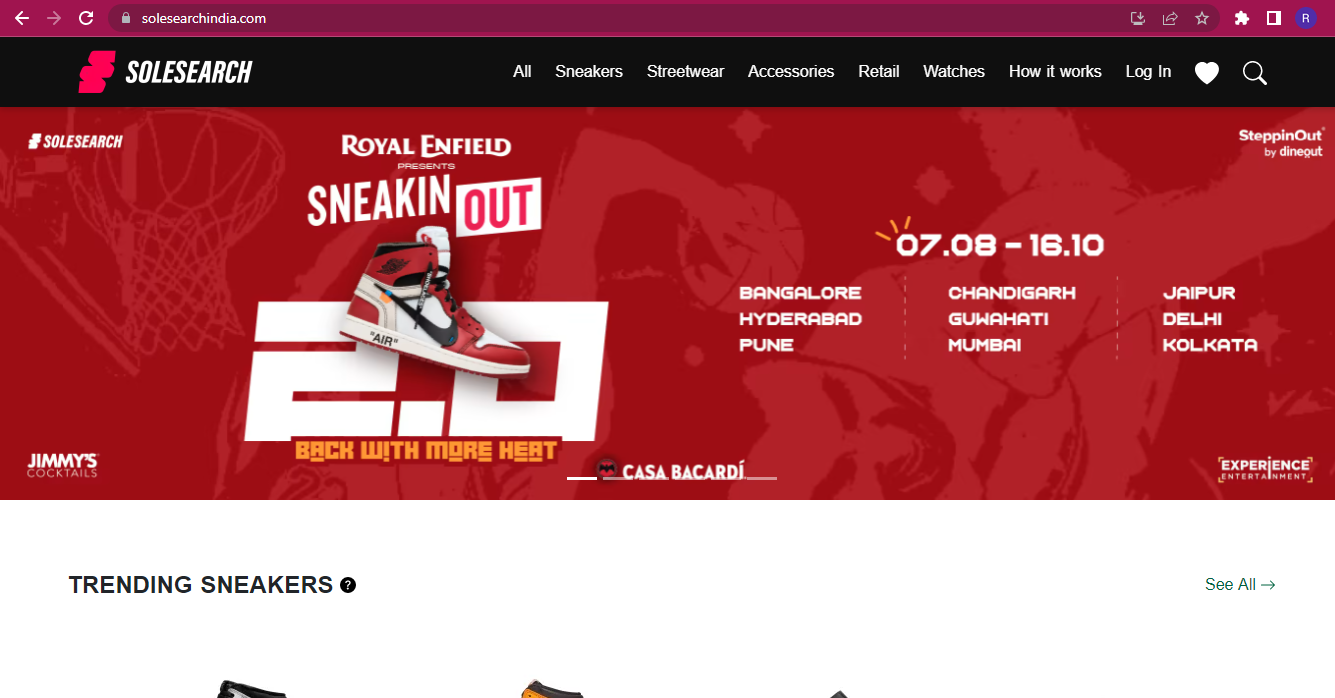 solesearchindia.com
R
SOLESEARCH
All
Sneakers
Streetwear
Accessories
Retail
Watches
How it works
Log In
SOLESEARCH
ROYAL ENFIELD
PRESENTS
SNEAKIN OUT
"AIR"
2.0
BACK WITH MORE HEAT
SteppinOut
by dineout
07.08 – 16.10
BANGALORE
HYDERABAD
PUNE
CHANDIGARH
GUWAHATI
MUMBAI
JAIPUR
DELHI
KOLKATA
JIMMY'S
COCKTAILS
CASA BACARDÍ
EXPERIENCE
ENTERTAINMENT
TRENDING SNEAKERS ?
See All →